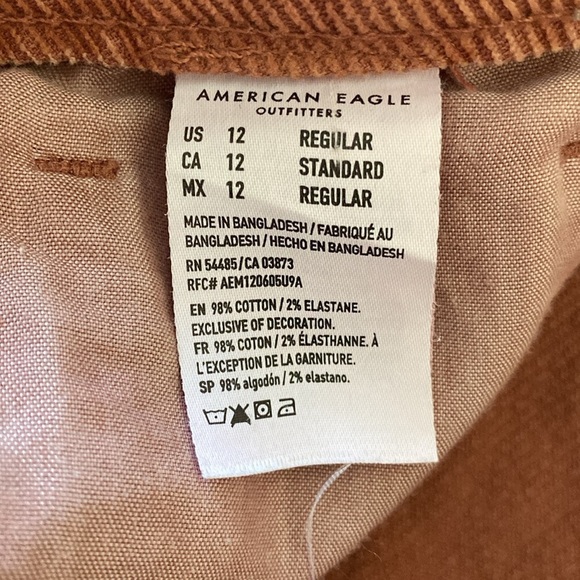 AMERICAN EAGLE
OUTFITTERS
US 12 REGULAR
CA 12 STANDARD
MX 12 REGULAR
MADE IN BANGLADESH / FABRIQUÉ AU
BANGLADESH / HECHO EN BANGLADESH
RN 54485/CA 03873
RFC# AEM120605U9A
EN 98% COTTON / 2% ELASTANE.
EXCLUSIVE OF DECORATION.
FR 98% COTON / 2% ÉLASTHANNE. À
L'EXCEPTION DE LA GARNITURE.
SP 98% algodón / 2% elastano.